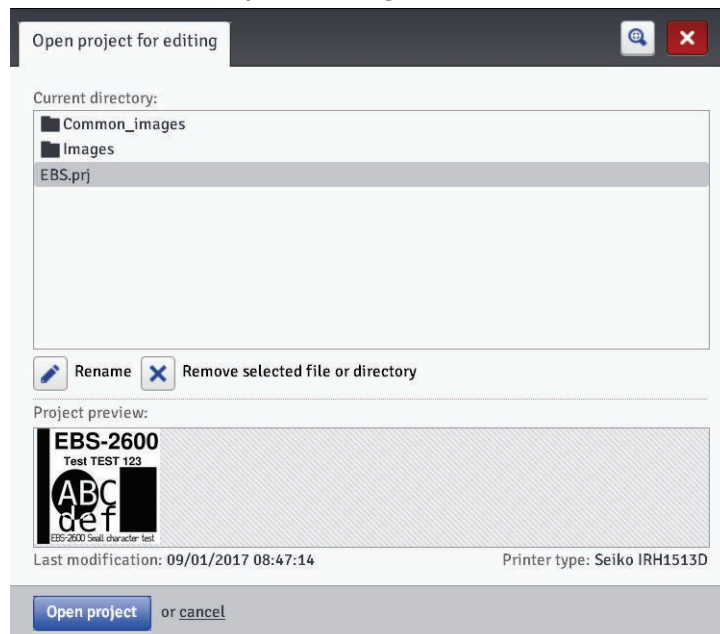 Open project for editing
Current directory:
Common_images
Images
EBS.prj
Rename Remove selected file or directory
Project preview:
EBS-2600
Test TEST 123
ABC
def
EBS-2600 Small character test
Last modification: 09/01/2017 08:47:14 Printer type: Seiko IRH1513D
Open project or cancel